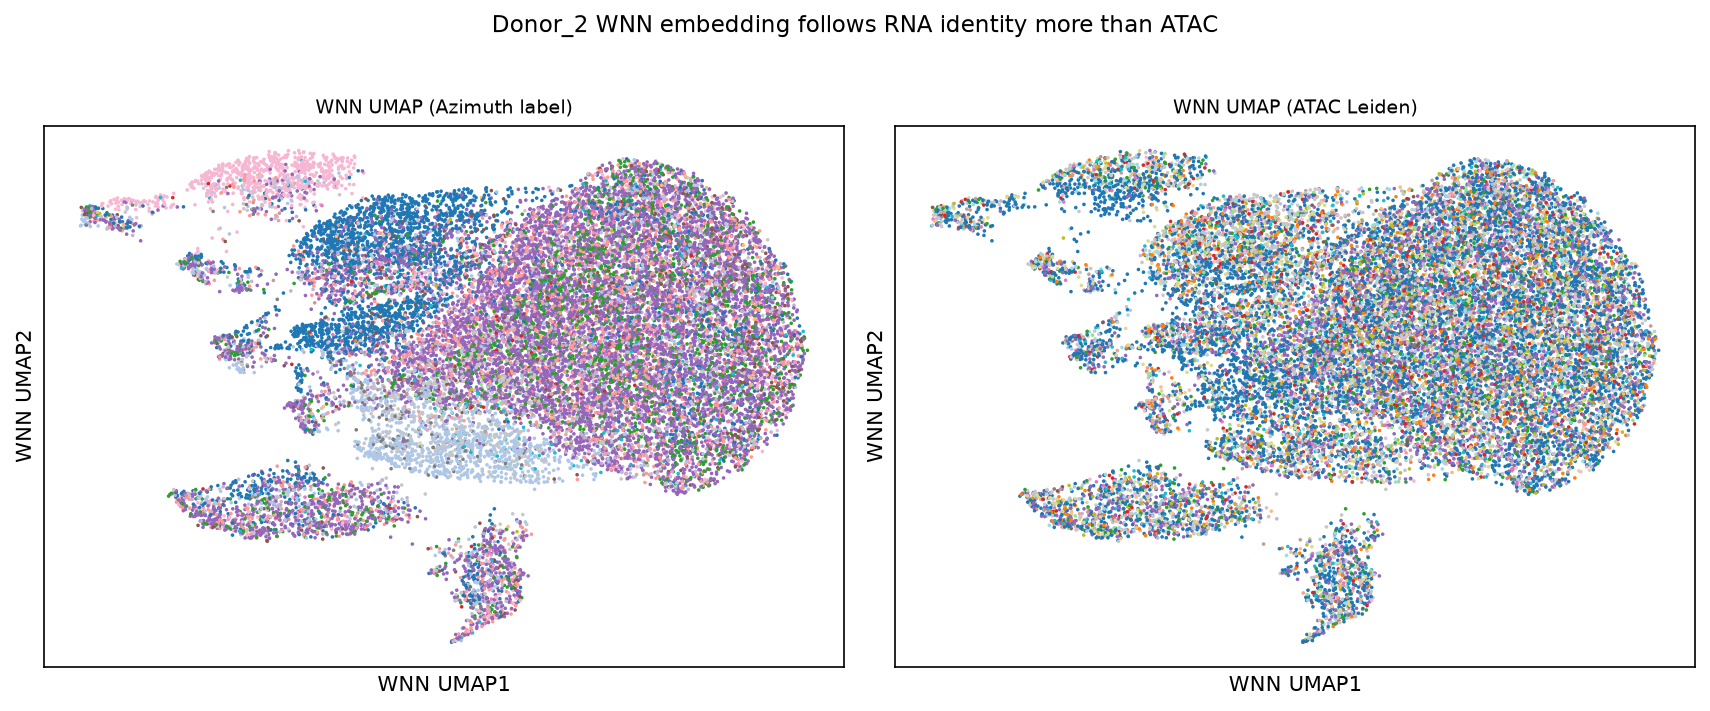 Donor_2 WNN embedding follows RNA identity more than ATAC
WNN UMAP (Azimuth label)
WNN UMAP (ATAC Leiden)
WNN UMAP2
WNN UMAP2
WNN UMAP1
WNN UMAP1